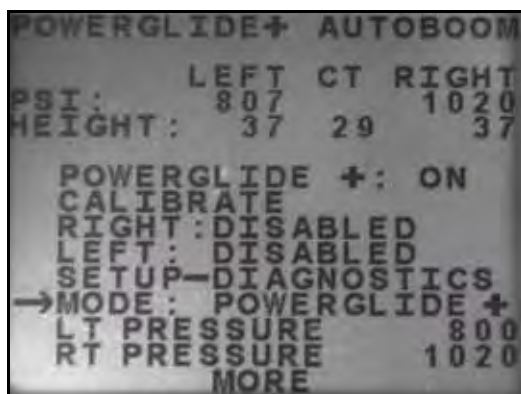 POWERGLIDE+ AUTOBOOM
LEFT CT RIGHT
PSI: 807 1020
HEIGHT: 37 29 37
POWERGLIDE +: ON
CALIBRATE
RIGHT:DISABLED
LEFT: DISABLED
SETUP-DIAGNOSTICS
→MODE: POWERGLIDE +
LT PRESSURE 800
RT PRESSURE 1020
MORE